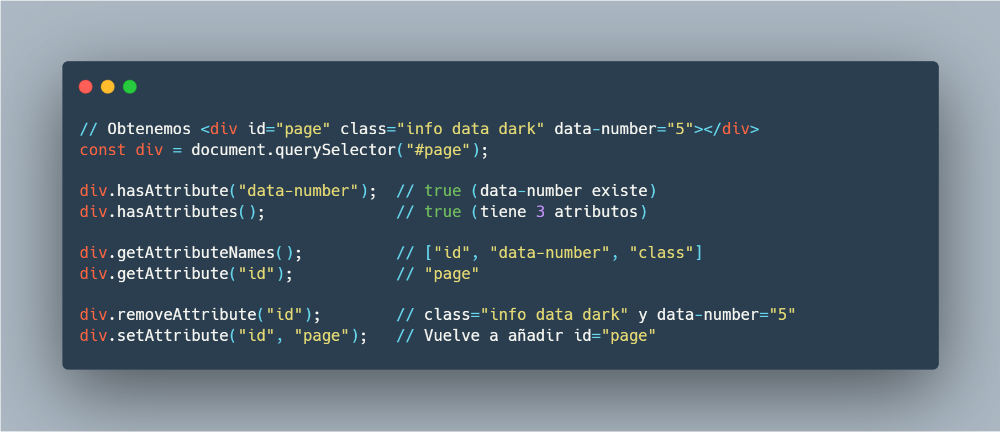 // Obtenemos <div id="page" class="info data dark" data-number="5"></div>
const div = document.querySelector("#page");
div.hasAttribute("data-number");  // true (data-number existe)
div.hasAttributes();              // true (tiene 3 atributos)
div.getAttributeNames();          // ["id", "data-number", "class"]
div.getAttribute("id");           // "page"
div.removeAttribute("id");        // class="info data dark" y data-number="5"
div.setAttribute("id", "page");   // Vuelve a añadir id="page"